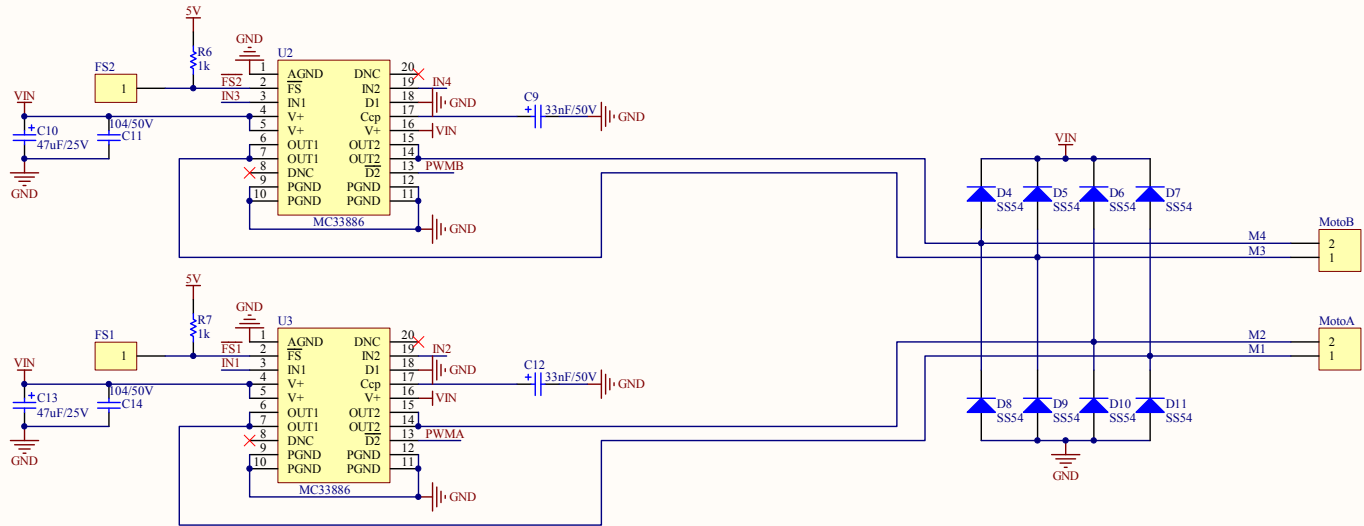 5V
R6
1k
FS2
1
FS2
IN3
VIN
C10
47uF/25V
104/50V
C11
GND
GND
U2
1 AGND DNC 20
2 FS IN2 19
3 IN1 D1 18
4 V+ Ccp 17
5 V+ V+ 16
6 OUT1 OUT2 15
7 OUT1 OUT2 14
8 DNC D2 13
9 PGND PGND 12
10 PGND PGND 11
MC33886
IN4
GND
VIN
PWMB
GND
C9
33nF/50V
GND
5V
R7
1k
FS1
1
FS1
IN1
VIN
C13
47uF/25V
104/50V
C14
GND
GND
U3
1 AGND DNC 20
2 FS IN2 19
3 IN1 D1 18
4 V+ Ccp 17
5 V+ V+ 16
6 OUT1 OUT2 15
7 OUT1 OUT2 14
8 DNC D2 13
9 PGND PGND 12
10 PGND PGND 11
MC33886
IN2
GND
VIN
PWMA
GND
C12
33nF/50V
GND
VIN
D4 D5 D6 D7
SS54 SS54 SS54 SS54
M4
M3
MotoB
2
1
M2
M1
MotoA
2
1
D8 D9 D10 D11
SS54 SS54 SS54 SS54
GND